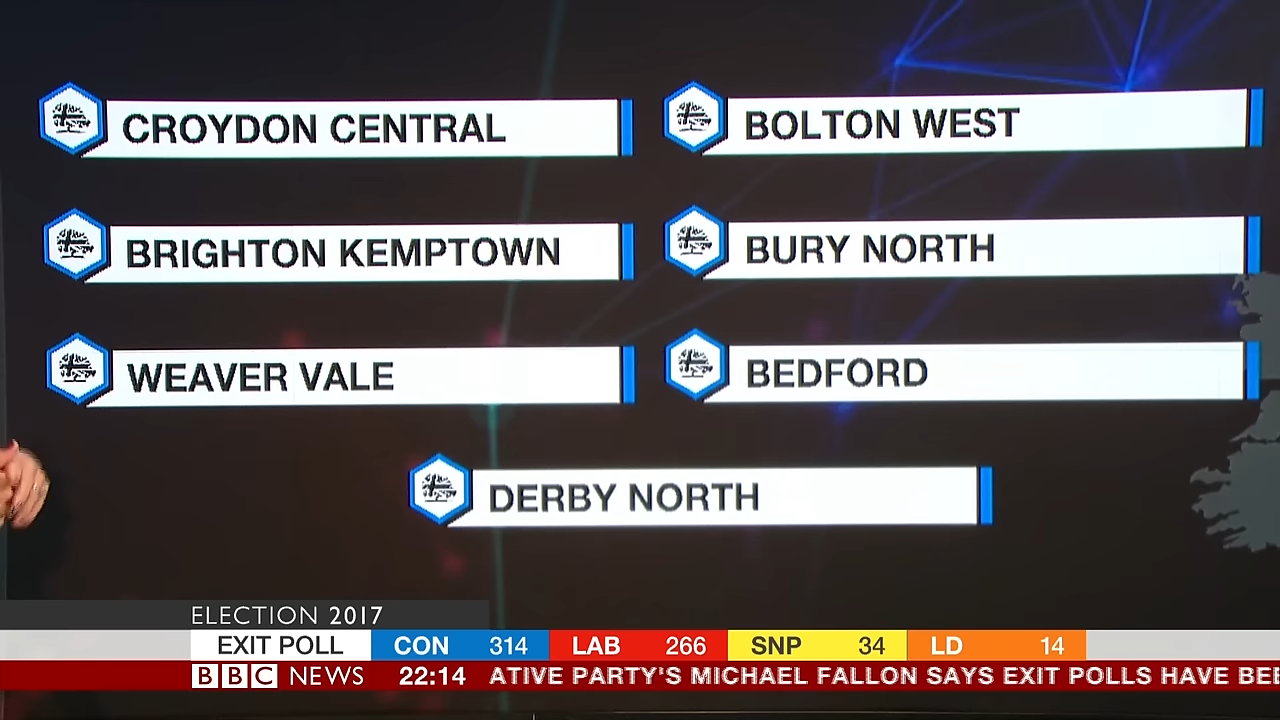 CROYDON CENTRAL
BOLTON WEST
BRIGHTON KEMPTOWN
BURY NORTH
WEAVER VALE
BEDFORD
DERBY NORTH
ELECTION 2017
EXIT POLL CON 314 LAB 266 SNP 34 LD 14
BBC NEWS 22:14 ATIVE PARTY'S MICHAEL FALLON SAYS EXIT POLLS HAVE BEE